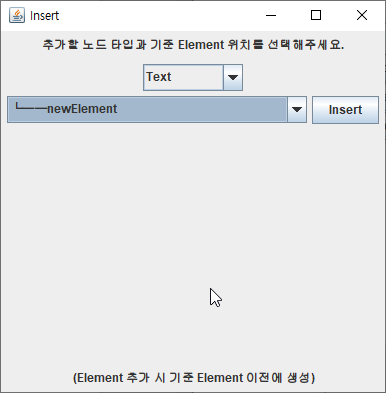 Insert
추가할 노드 타입과 기준 Element 위치를 선택해주세요.
Text
┗━━newElement
Insert
(Element 추가 시 기준 Element 이전에 생성)